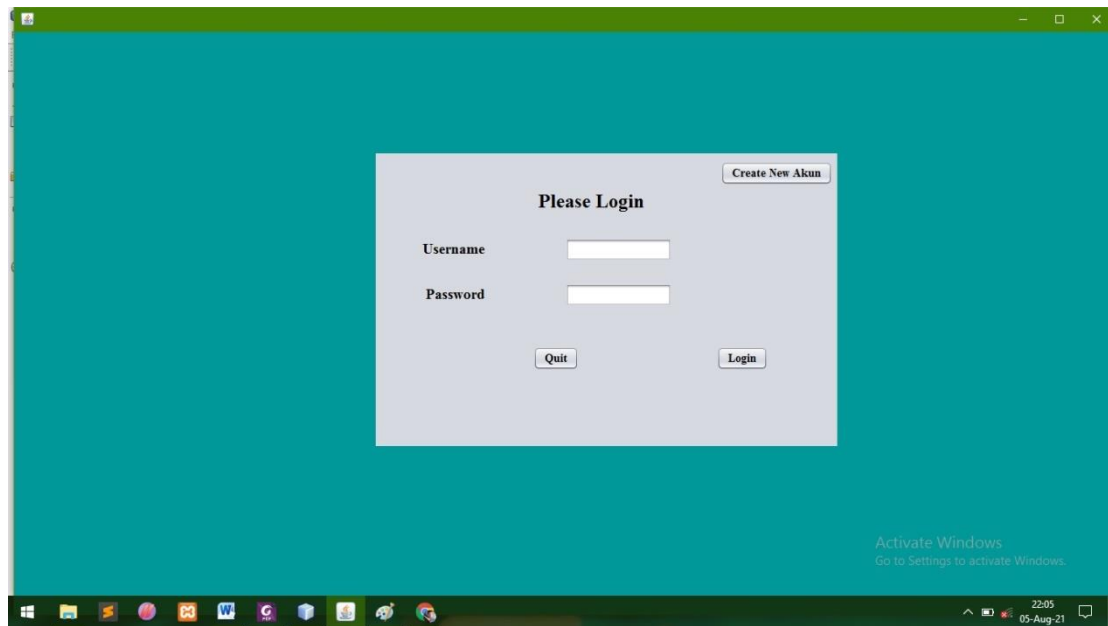 Create New Akun
Please Login
Username
Password
Quit
Login
Activate Windows
Go to Settings to activate Windows.
22:05
05-Aug-21